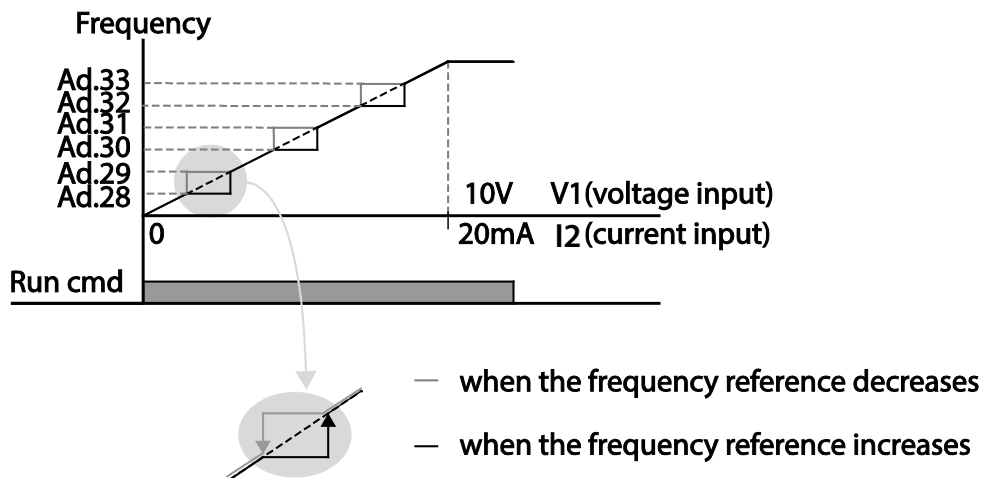 Frequency
Ad.33
Ad.32
Ad.31
Ad.30
Ad.29
Ad.28
10V V1(voltage input)
0
20mA I2(current input)
Run cmd
when the frequency reference decreases
when the frequency reference increases